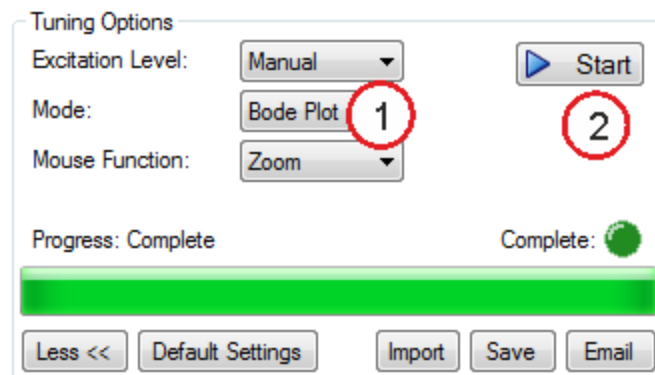 Tuning Options
Excitation Level: Manual Start
Mode: Bode Plot 1 2
Mouse Function: Zoom
Progress: Complete Complete:
Less << Default Settings Import Save Email